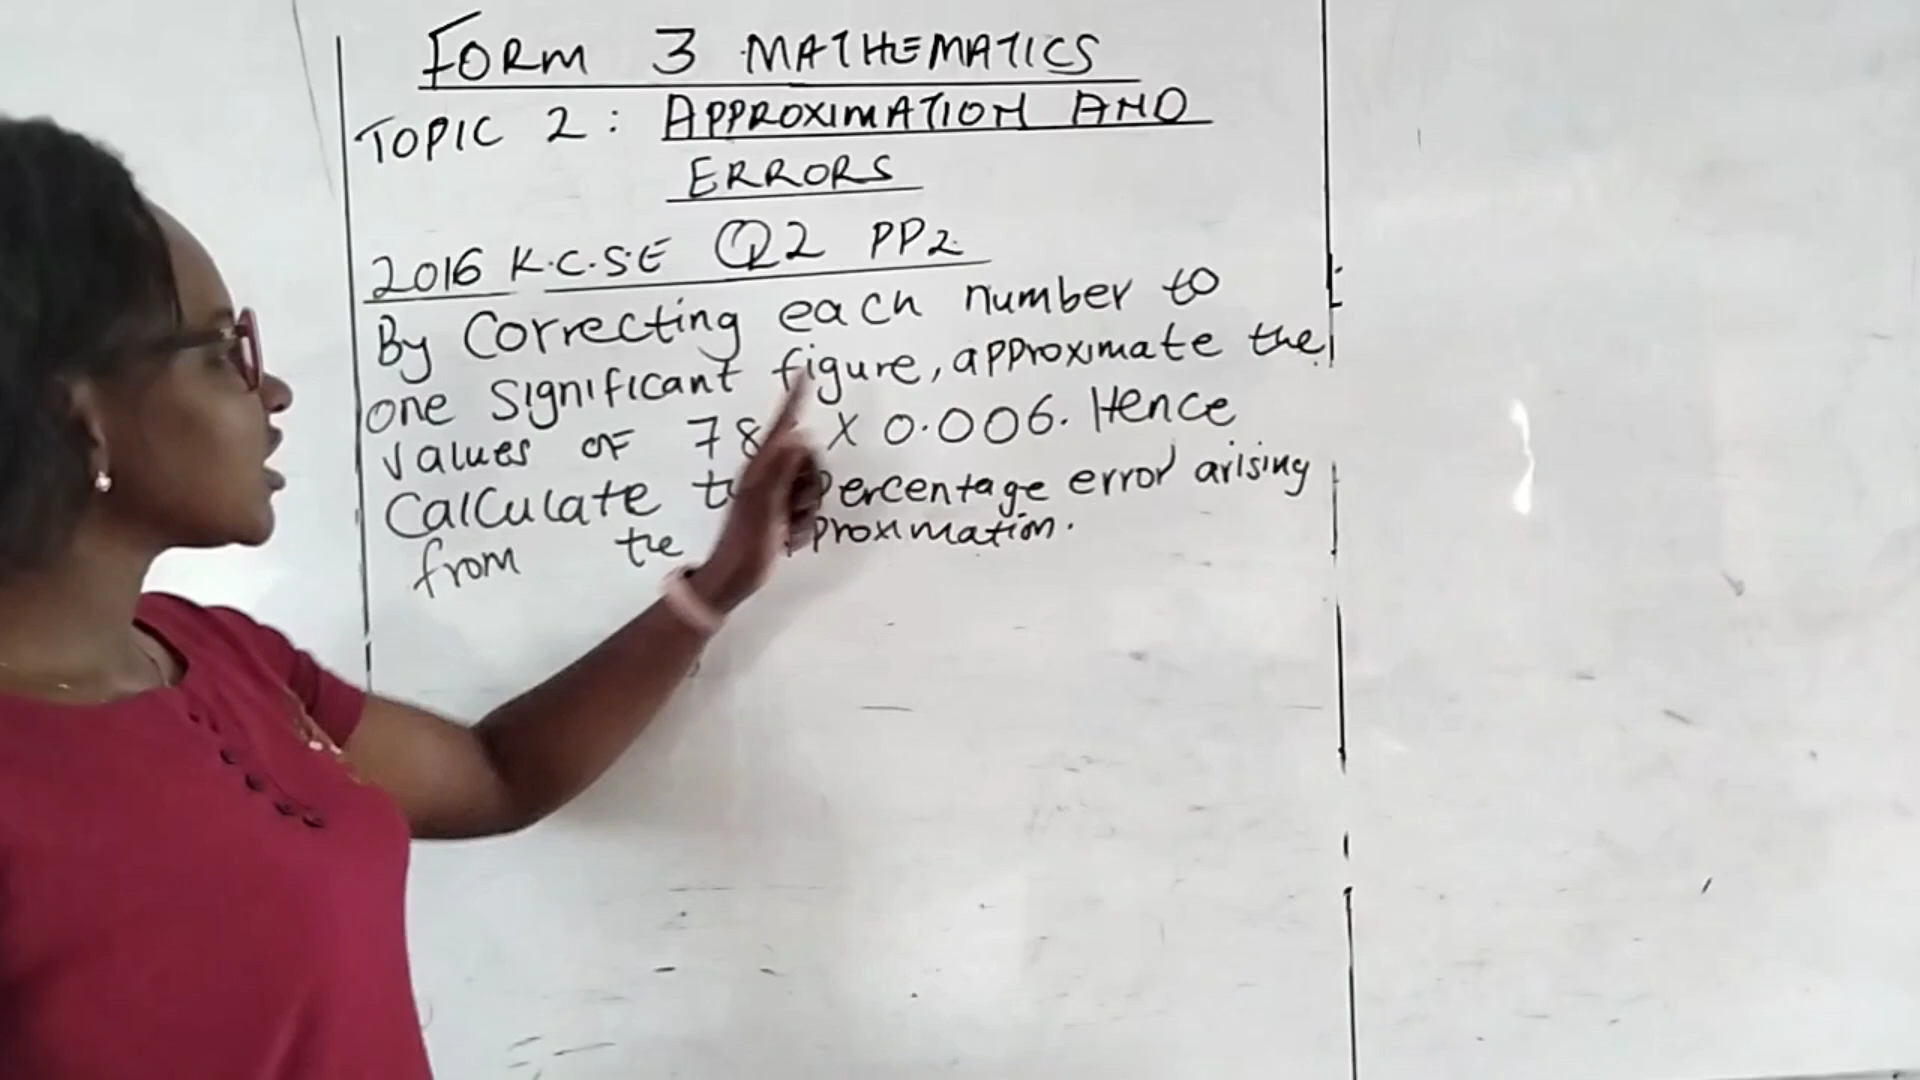 FORM 3 MATHEMATICS
TOPIC 2: APPROXIMATION AND
ERRORS
2016 K.C.S.E Q2 PP2.
By Correcting each number to
one significant figure, approximate the
values of 78 x 0.006. Hence
Calculate percentage error arising
from the